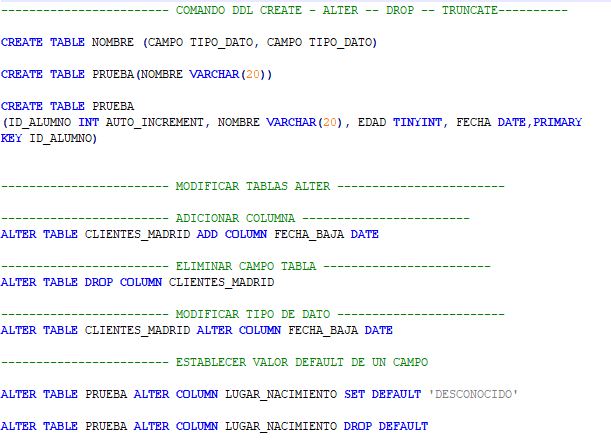 ------------------------ COMANDO DDL CREATE - ALTER -- DROP -- TRUNCATE----------
CREATE TABLE NOMBRE (CAMPO TIPO_DATO, CAMPO TIPO_DATO)
CREATE TABLE PRUEBA(NOMBRE VARCHAR(20))
CREATE TABLE PRUEBA
(ID_ALUMNO INT AUTO_INCREMENT, NOMBRE VARCHAR(20), EDAD TINYINT, FECHA DATE,PRIMARY
KEY ID_ALUMNO)
------------------------ MODIFICAR TABLAS ALTER ------------------------
------------------------ ADICIONAR COLUMNA ------------------------
ALTER TABLE CLIENTES_MADRID ADD COLUMN FECHA_BAJA DATE
------------------------ ELIMINAR CAMPO TABLA ------------------------
ALTER TABLE DROP COLUMN CLIENTES_MADRID
------------------------ MODIFICAR TIPO DE DATO ------------------------
ALTER TABLE CLIENTES_MADRID ALTER COLUMN FECHA_BAJA DATE
------------------------ ESTABLECER VALOR DEFAULT DE UN CAMPO
ALTER TABLE PRUEBA ALTER COLUMN LUGAR_NACIMIENTO SET DEFAULT 'DESCONOCIDO'
ALTER TABLE PRUEBA ALTER COLUMN LUGAR_NACIMIENTO DROP DEFAULT